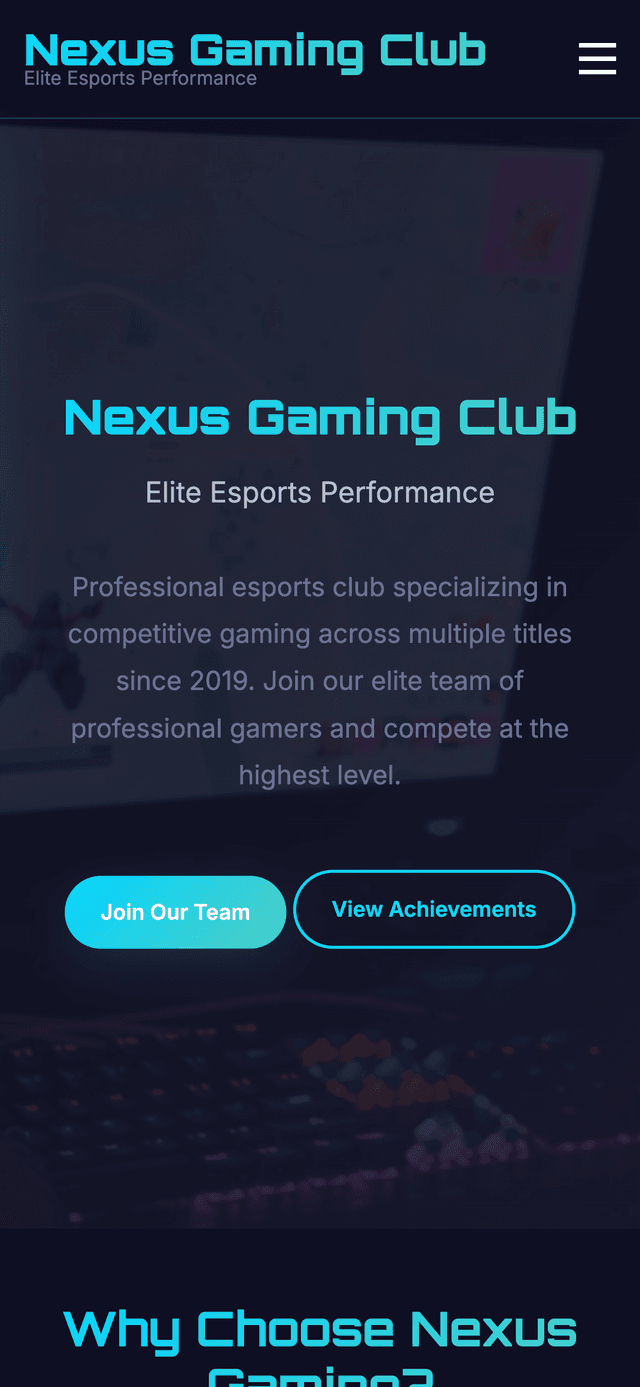 Nexus Gaming Club
Elite Esports Performance
Nexus Gaming Club
Elite Esports Performance
Professional esports club specializing in
competitive gaming across multiple titles
since 2019. Join our elite team of
professional gamers and compete at the
highest level.
Join Our Team
View Achievements
Why Choose Nexus
Gaming?